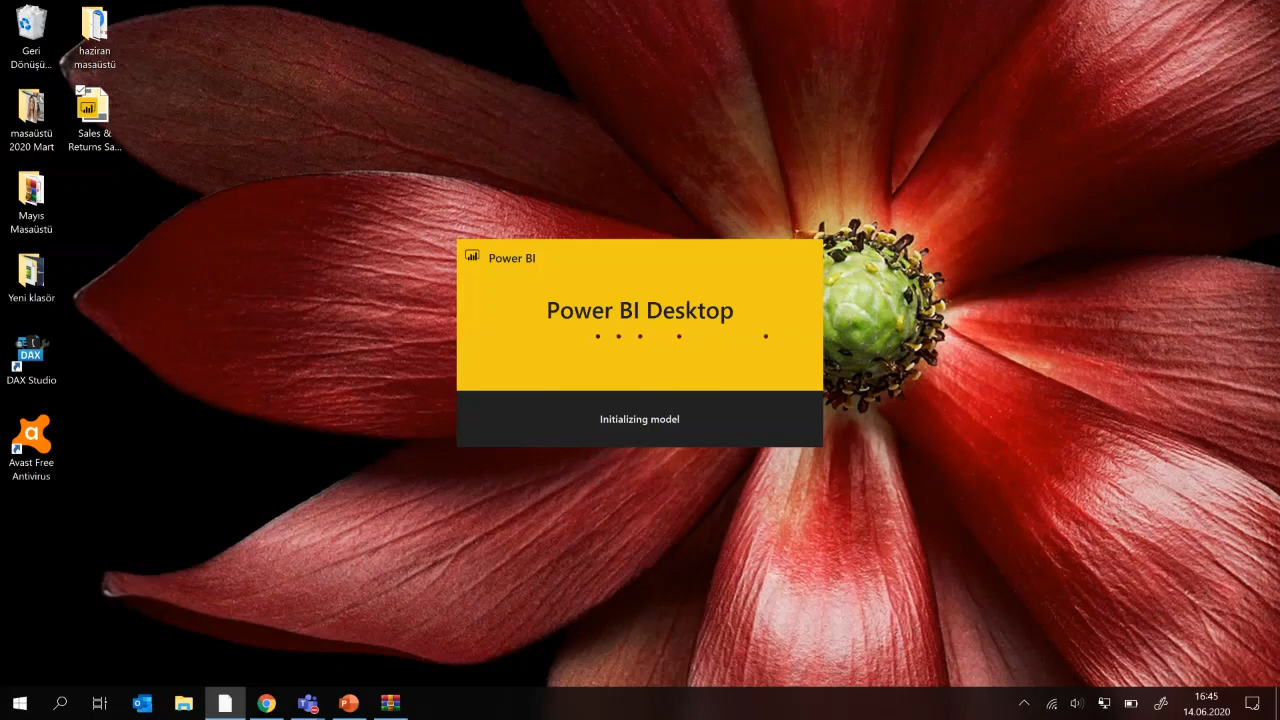 Geri
Dönüşü...
haziran
masaüstü
masaüstü
2020 Mart
Sales &
Returns Sa...
Mayıs
Masaüstü
Yeni klasör
DAX
DAX Studio
a
Avast Free
Antivirus
Power BI
Power BI Desktop
Initializing model
16:45
14.06.2020